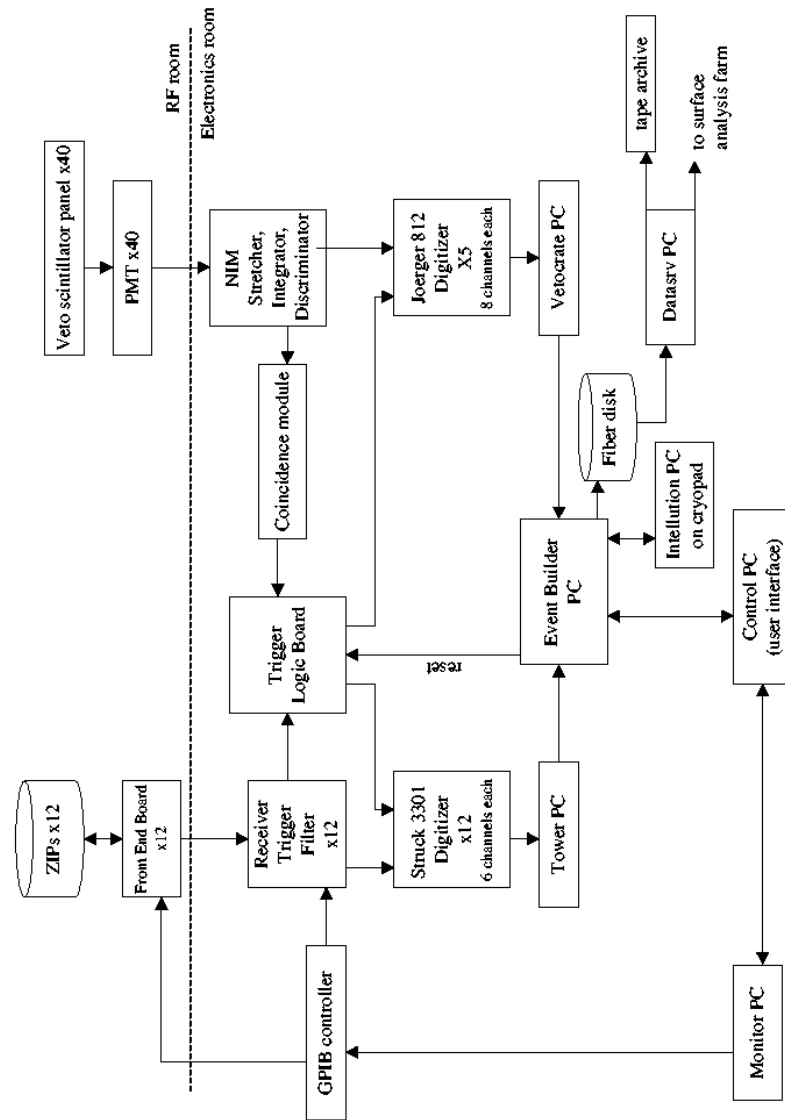 ZIPs x12
Veto scintillator panel x40
From End Board
x12
PMT x40
RF room
Electronics room
GPIB controller
Receiver
Trigger
Filter
x12
Trigger
Logic Board
Coincidence module
NIM
Stretcher,
Integrator,
Discriminator
Struck 3301
Digitizer
x12
6 channels each
reset
Joerger 812
Digitizer
X5
8 channels each
Tower PC
Event Builder
PC
Vetocrate PC
Fiber disk
Datasrv PC
tape archive
to surface
analysis farm
Intellution PC
on cryopad
Monitor PC
Control PC
(user interface)